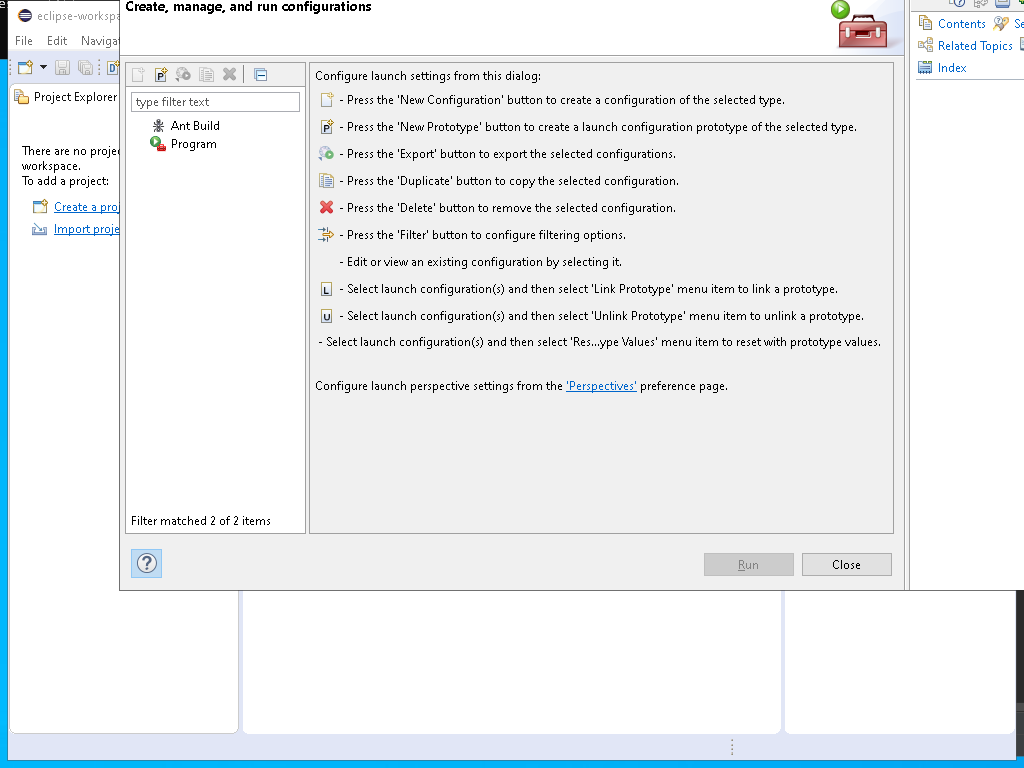 eclipse-workspa
Create, manage, and run configurations
File Edit Naviga
Contents Se
Related Topics
Index
Project Explorer
There are no proje
workspace.
To add a project:
Create a proj
Import proje
type filter text
Ant Build
Program
Filter matched 2 of 2 items
Configure launch settings from this dialog:
- Press the 'New Configuration' button to create a configuration of the selected type.
- Press the 'New Prototype' button to create a launch configuration prototype of the selected type.
- Press the 'Export' button to export the selected configurations.
- Press the 'Duplicate' button to copy the selected configuration.
- Press the 'Delete' button to remove the selected configuration.
- Press the 'Filter' button to configure filtering options.
- Edit or view an existing configuration by selecting it.
- Select launch configuration(s) and then select 'Link Prototype' menu item to link a prototype.
- Select launch configuration(s) and then select 'Unlink Prototype' menu item to unlink a prototype.
- Select launch configuration(s) and then select 'Res...ype Values' menu item to reset with prototype values.
Configure launch perspective settings from the 'Perspectives' preference page.
Run Close